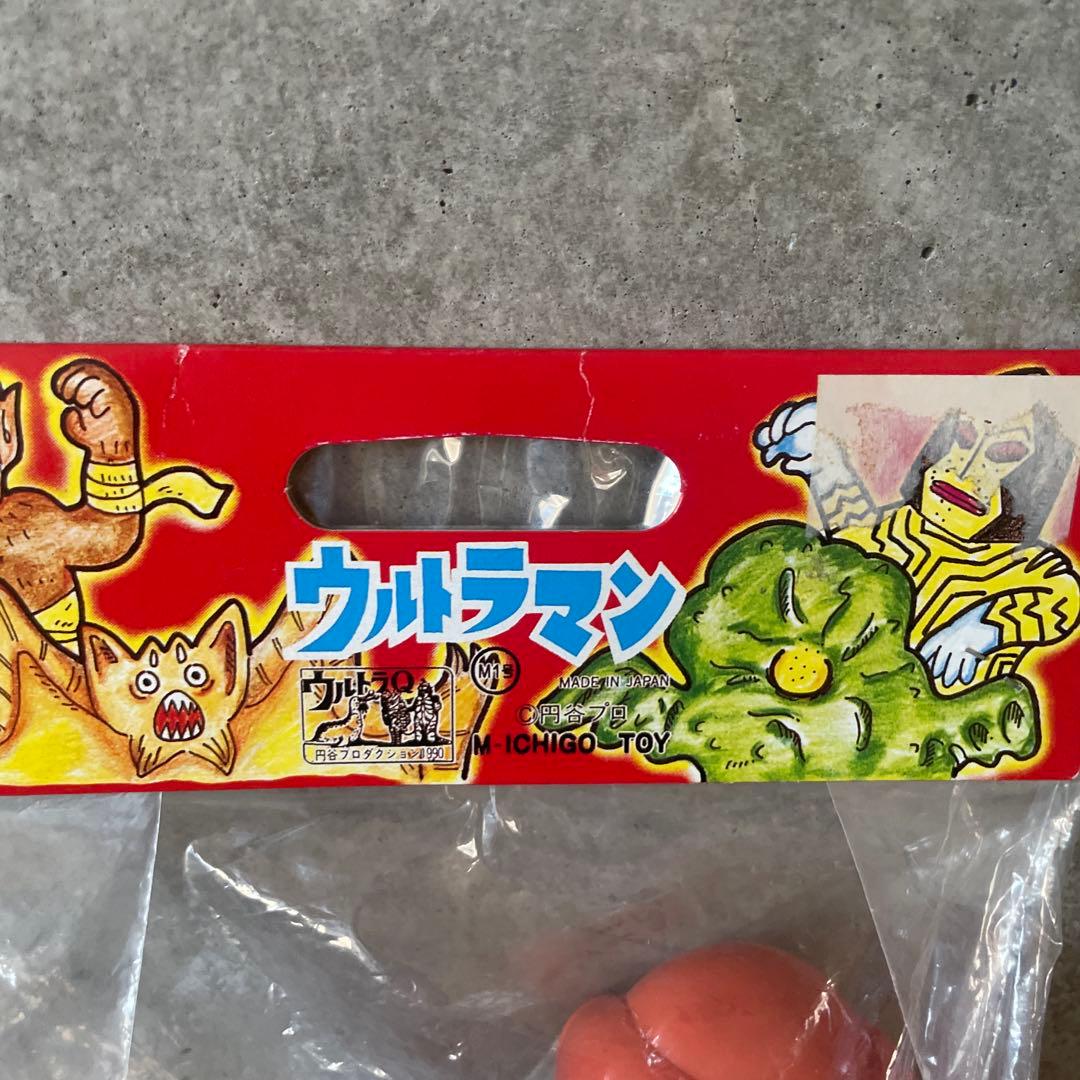 ウルトラマン
ウルトラQ
円谷プロダクション1990
M1号
MADE IN JAPAN
©円谷プロ
M-ICHIGO TOY